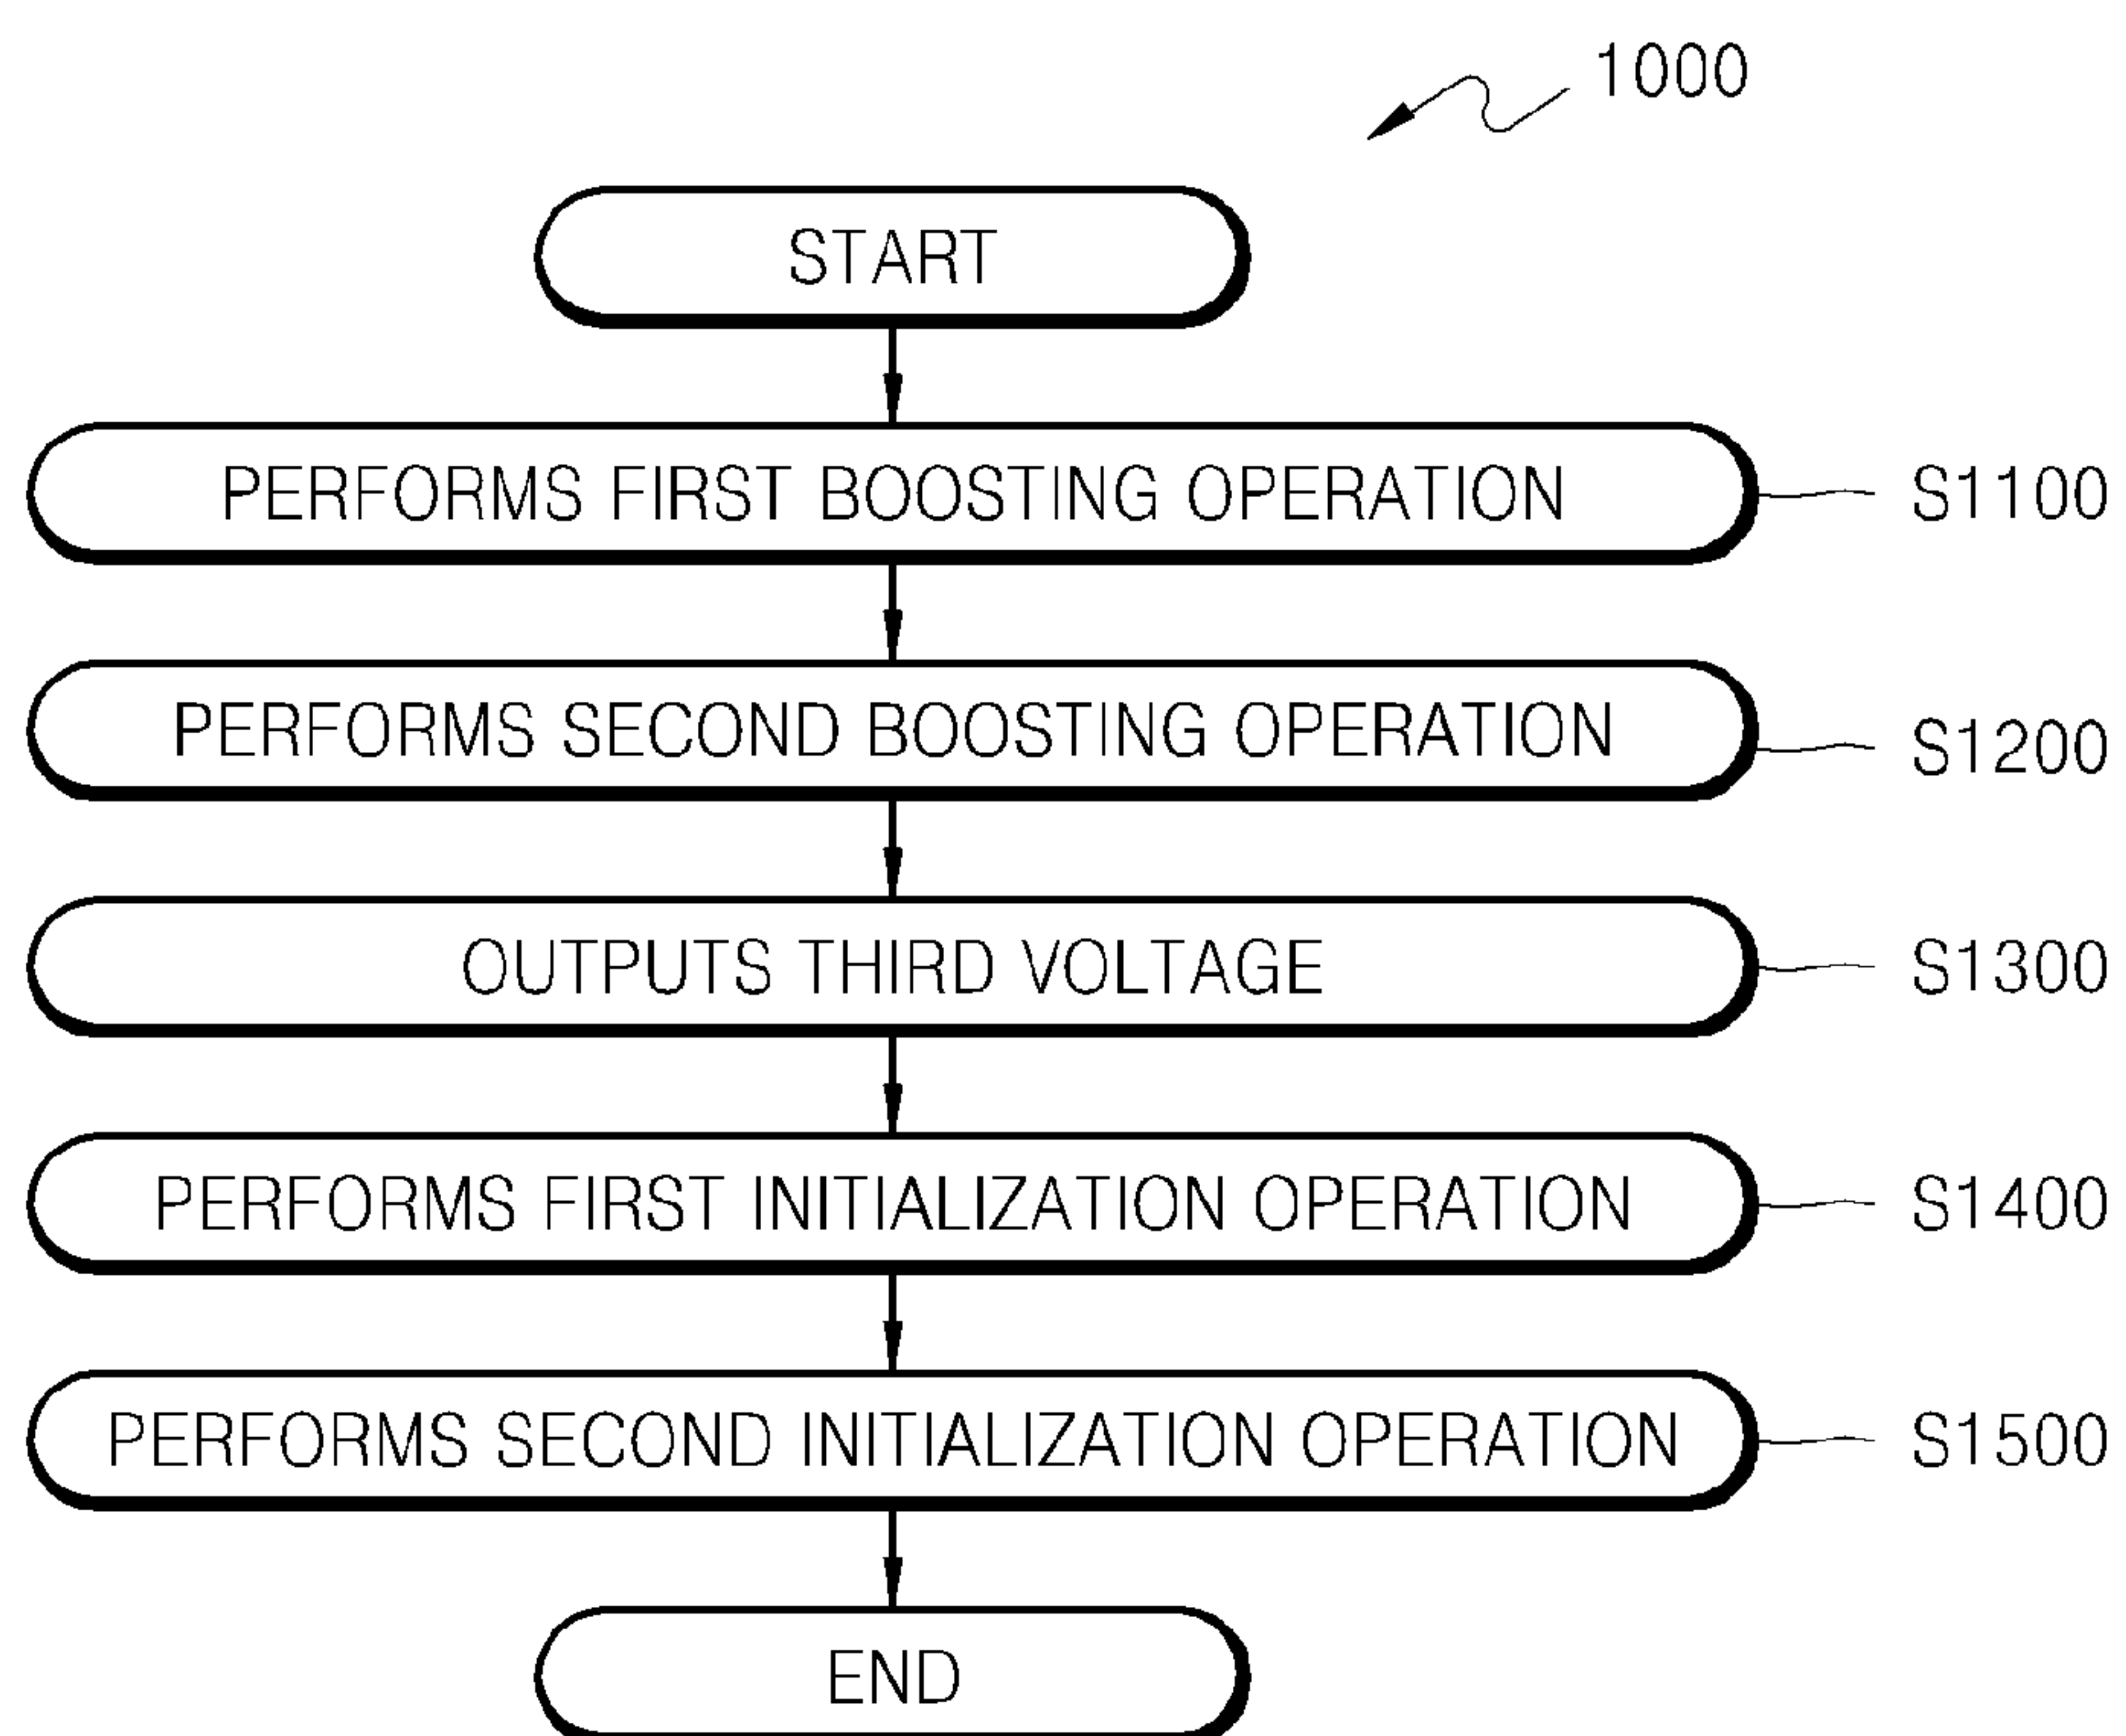 1000
START
PERFORMS FIRST BOOSTING OPERATION
S1100
PERFORMS SECOND BOOSTING OPERATION
S1200
OUTPUTS THIRD VOLTAGE
S1300
PERFORMS FIRST INITIALIZATION OPERATION
S1400
PERFORMS SECOND INITIALIZATION OPERATION
S1500
END